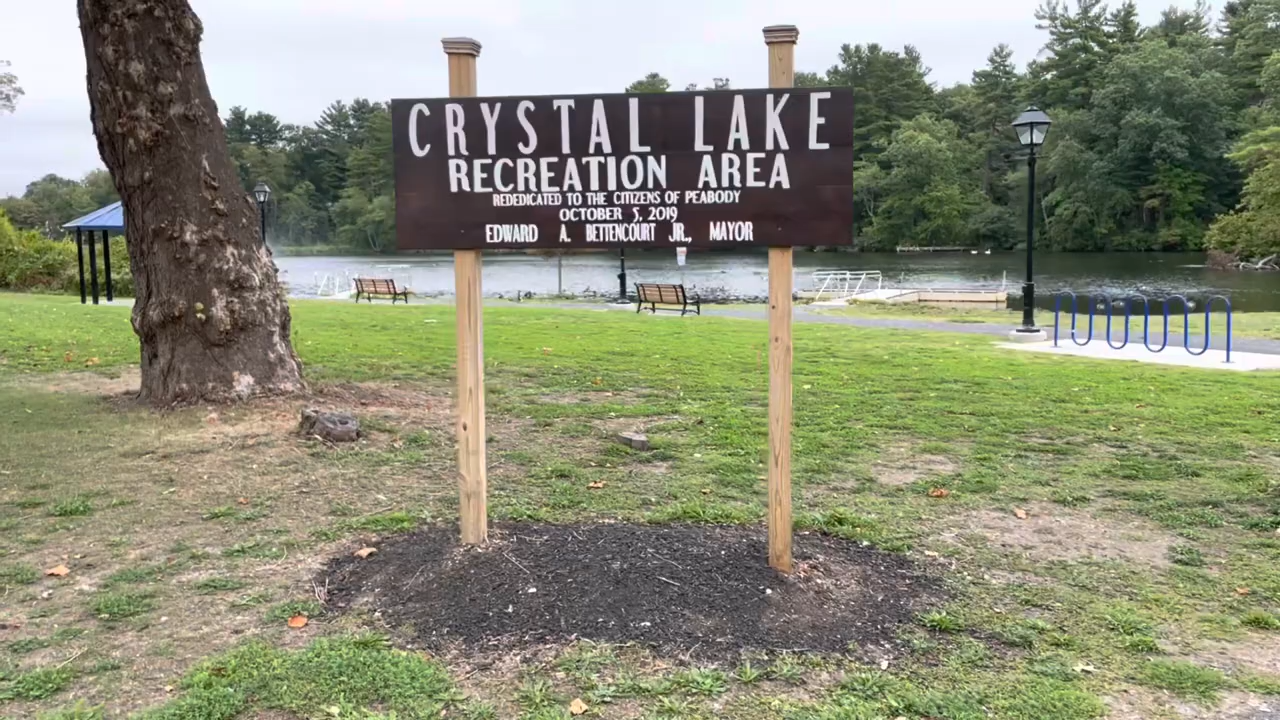 CRYSTAL LAKE
RECREATION AREA
REDEDICATED TO THE CITIZENS OF PEABODY
OCTOBER 5, 2019
EDWARD A. BETTENCOURT JR., MAYOR